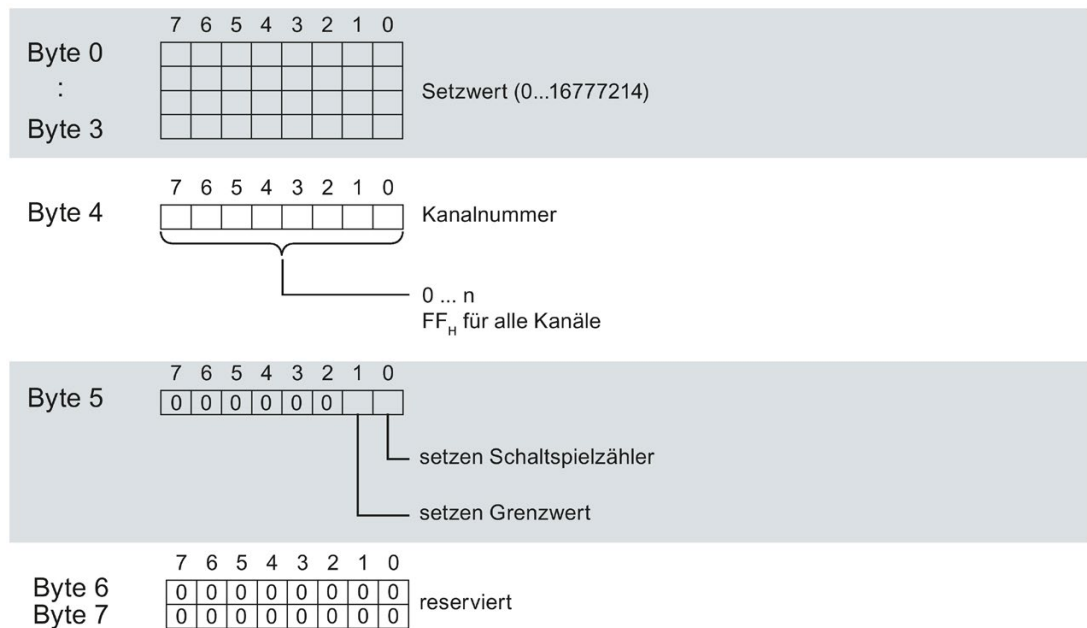 7 6 5 4 3 2 1 0
Byte 0
:
Byte 3
Setzwert (0...16777214)
7 6 5 4 3 2 1 0
Byte 4
Kanalnummer
0 ... n
FFH für alle Kanäle
7 6 5 4 3 2 1 0
Byte 5
0 0 0 0 0 0
setzen Schaltspielzähler
setzen Grenzwert
7 6 5 4 3 2 1 0
Byte 6
0 0 0 0 0 0 0 0
reserviert
Byte 7
0 0 0 0 0 0 0 0